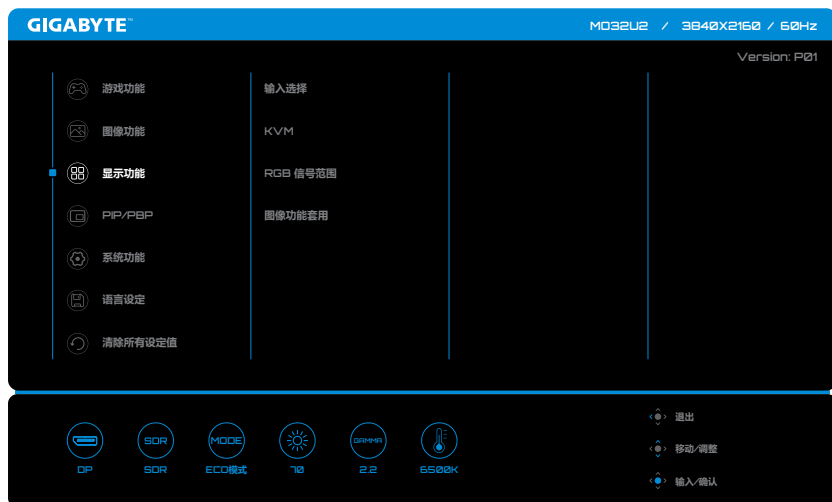 GIGABYTE™
MO32U2 / 3840X2160 / 60Hz
Version: P01
游戏功能
图像功能
显示功能
PIP/PBP
系统功能
语言设定
清除所有设定值
输入选择
KVM
RGB 信号范围
图像功能套用
DP
SDR
SDR
MODE
ECO模式
70
GAMMA
2.2
6500K
退出
移动/调整
输入/确认